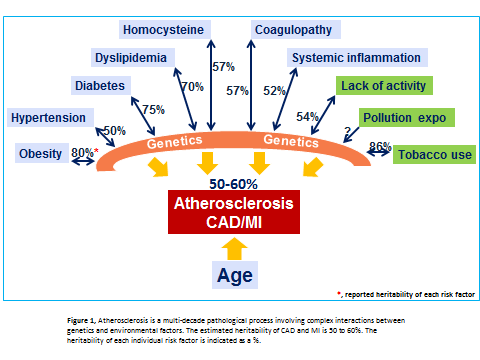 Homocysteine
Coagulopathy
Dyslipidemia
Systemic inflammation
57%
Diabetes
70%
57%
52%
Lack of activity
75%
54%
Hypertension
50%
?
Pollution expo
Genetics
Genetics
Obesity
80%*
86%
Tobacco use
50-60%
Atherosclerosis
CAD/MI
Age
*, reported heritability of each risk factor
Figure 1, Atherosclerosis is a multi-decade pathological process involving complex interactions between
genetics and environmental factors. The estimated heritability of CAD and MI is 50 to 60%. The
heritability of each individual risk factor is indicated as a %.